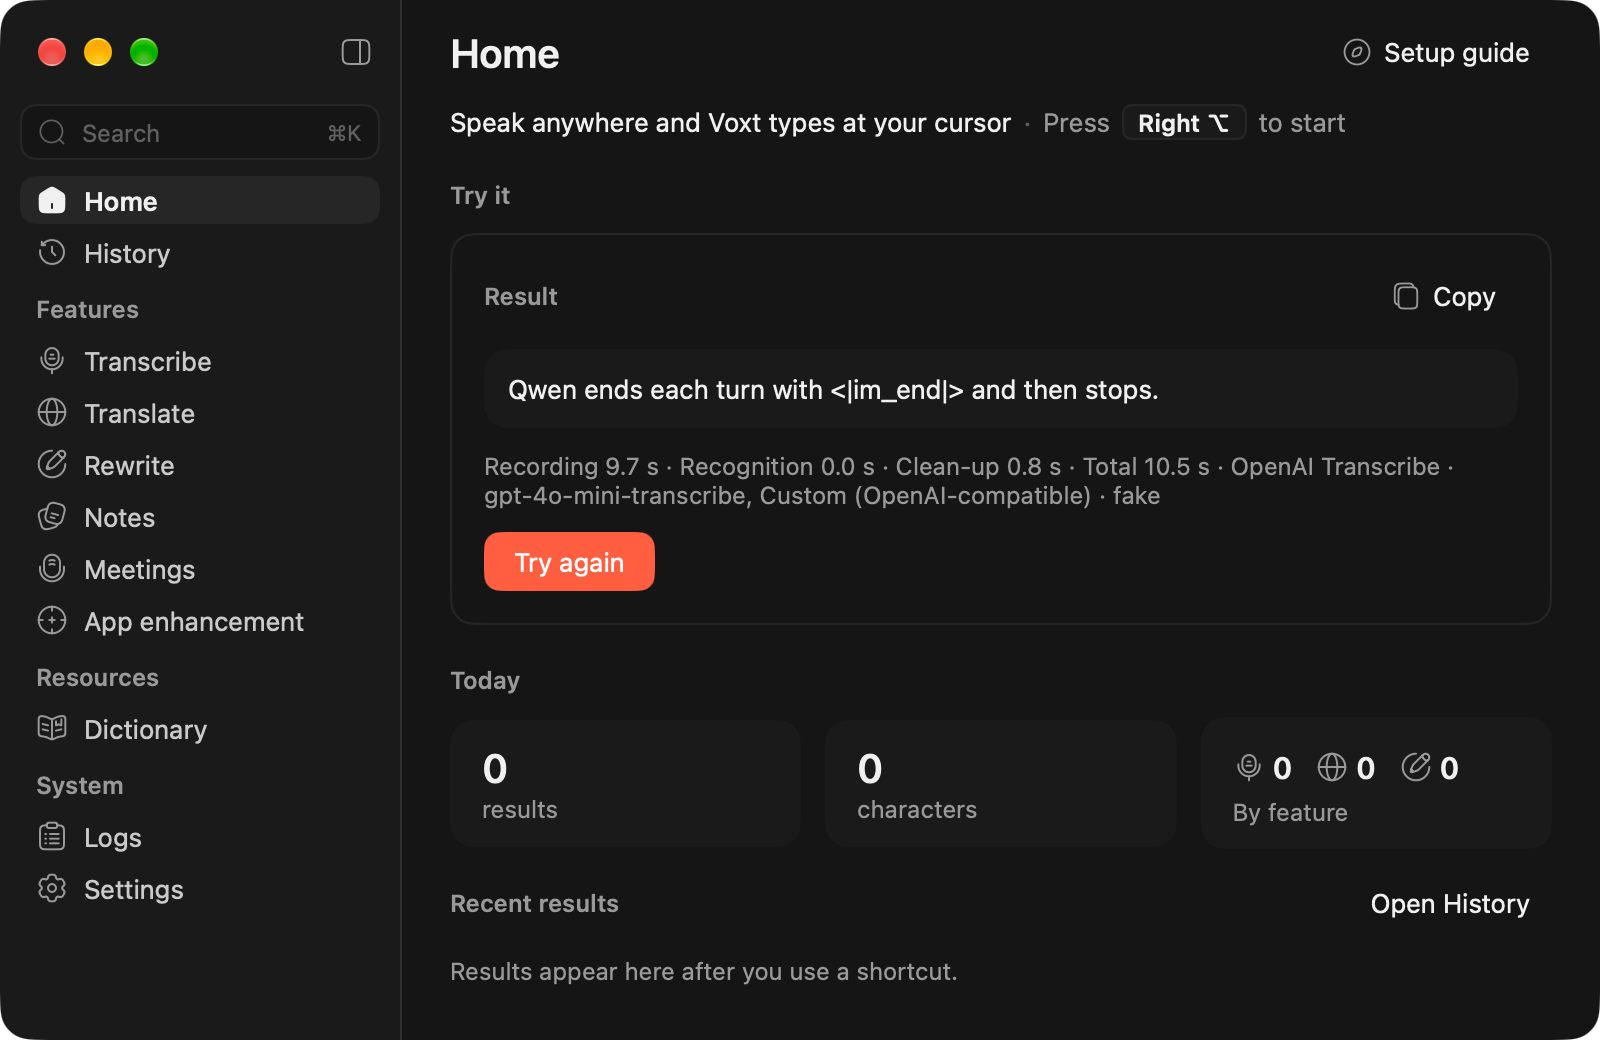 Search ⌘K
Home
History
Features
Transcribe
Translate
Rewrite
Notes
Meetings
App enhancement
Resources
Dictionary
System
Logs
Settings
Home
Setup guide
Speak anywhere and Voxt types at your cursor · Press Right ⌥ to start
Try it
Result
Copy
Qwen ends each turn with <|im_end|> and then stops.
Recording 9.7 s · Recognition 0.0 s · Clean-up 0.8 s · Total 10.5 s · OpenAI Transcribe ·
gpt-4o-mini-transcribe, Custom (OpenAI-compatible) · fake
Try again
Today
0
results
0
characters
0 0 0
By feature
Recent results
Open History
Results appear here after you use a shortcut.